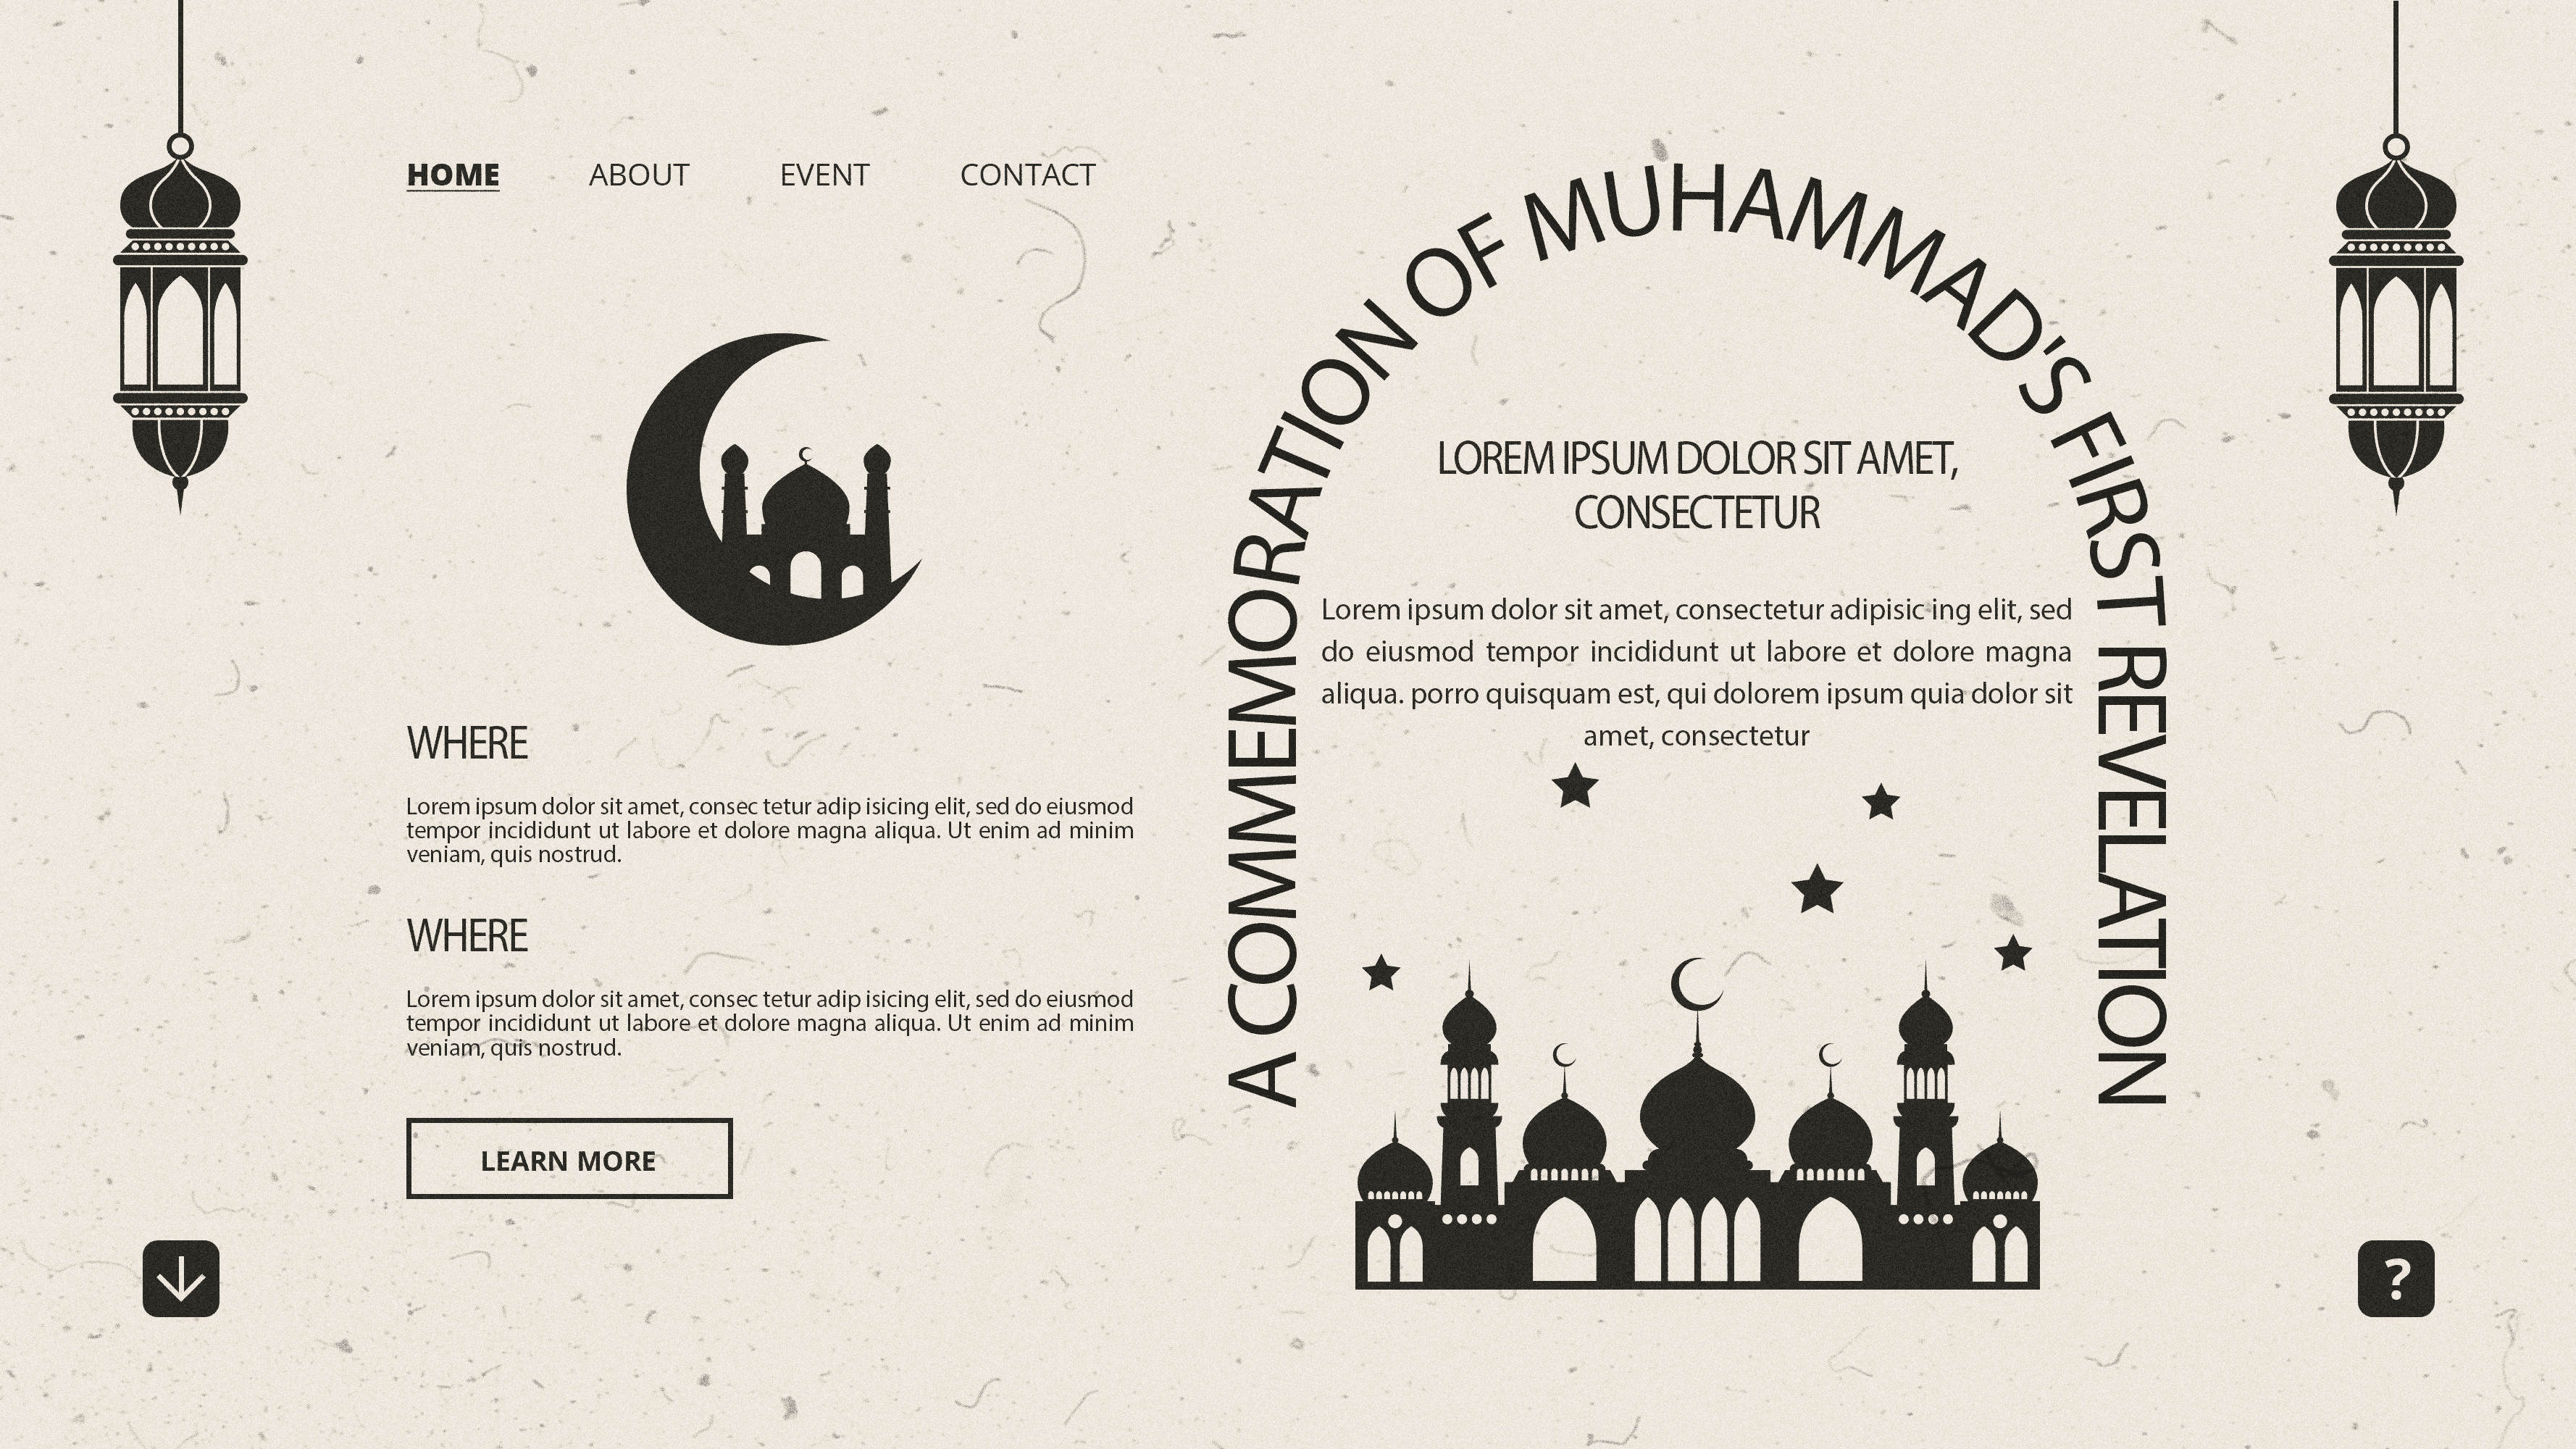 HOME ABOUT EVENT CONTACT
WHERE
Lorem ipsum dolor sit amet, consec tetur adip isicing elit, sed do eiusmod
tempor incididunt ut labore et dolore magna aliqua. Ut enim ad minim
veniam, quis nostrud.
WHERE
Lorem ipsum dolor sit amet, consec tetur adip isicing elit, sed do eiusmod
tempor incididunt ut labore et dolore magna aliqua. Ut enim ad minim
veniam, quis nostrud.
LEARN MORE
A COMMEMORATION OF MUHAMMAD'S FIRST REVELATION
LOREM IPSUM DOLOR SIT AMET,
CONSECTETUR
Lorem ipsum dolor sit amet, consectetur adipisic ing elit, sed
do eiusmod tempor incididunt ut labore et dolore magna
aliqua. porro quisquam est, qui dolorem ipsum quia dolor sit
amet, consectetur
?